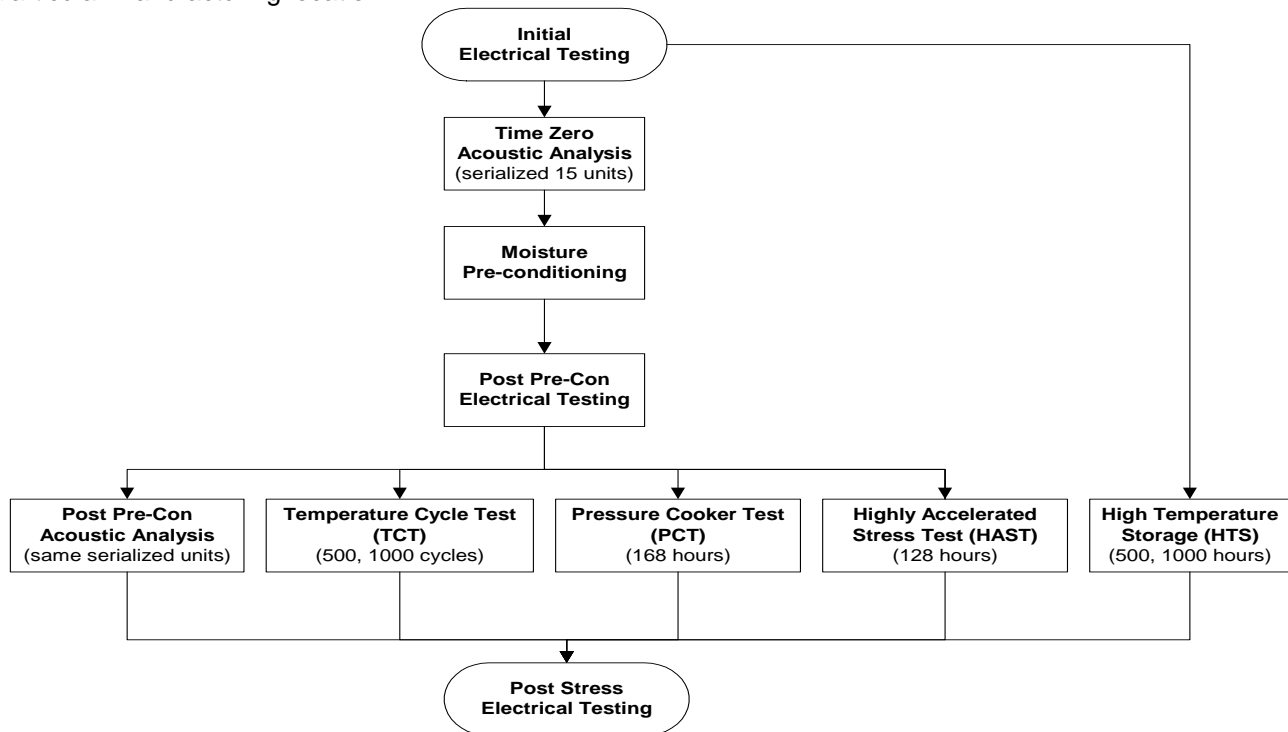 Initial
Electrical Testing
Time Zero
Acoustic Analysis
(serialized 15 units)
Moisture
Pre-conditioning
Post Pre-Con
Electrical Testing
Post Pre-Con
Acoustic Analysis
(same serialized units)
Temperature Cycle Test
(TCT)
(500, 1000 cycles)
Pressure Cooker Test
(PCT)
(168 hours)
Highly Accelerated
Stress Test (HAST)
(128 hours)
High Temperature
Storage (HTS)
(500, 1000 hours)
Post Stress
Electrical Testing